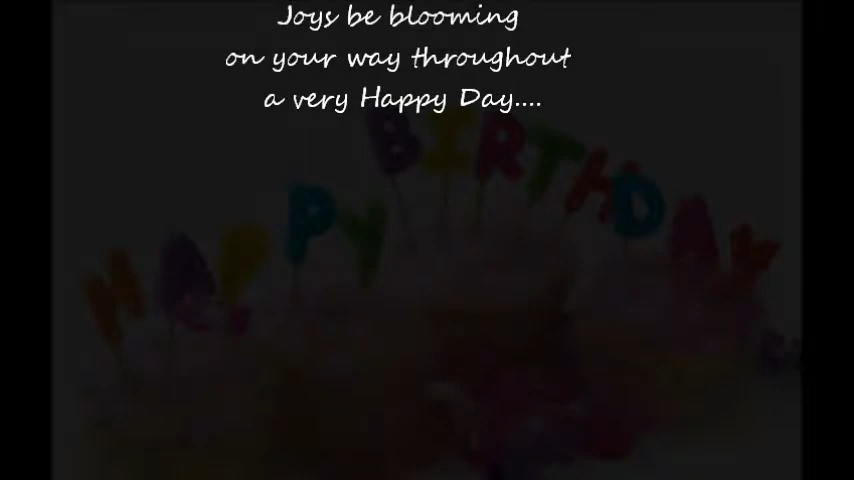 Joys be blooming
on your way throughout
a very Happy Day....
BIRTHDAY
HAPPY